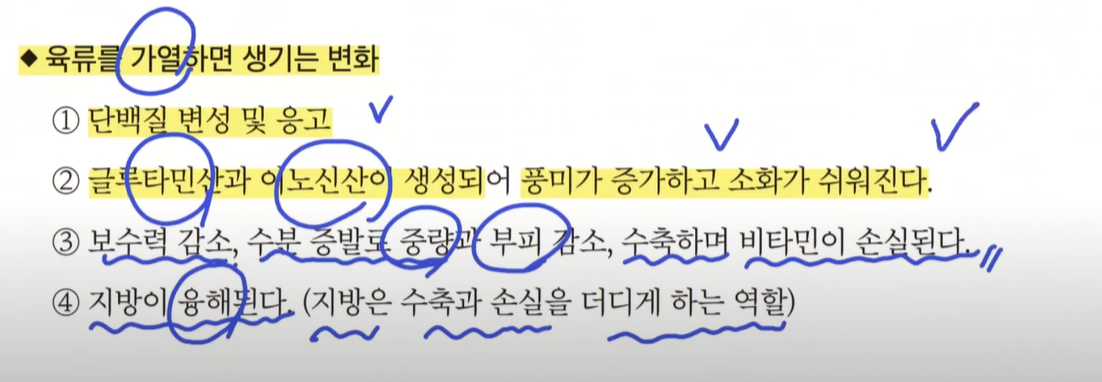 ◆ 육류를 가열하면 생기는 변화
① 단백질 변성 및 응고
② 글루타민산과 이노신산이 생성되어 풍미가 증가하고 소화가 쉬워진다.
③ 보수력 감소, 수분 증발로 중량과 부피 감소, 수축하며 비타민이 손실된다.
④ 지방이 융해된다. (지방은 수축과 손실을 더디게 하는 역할)